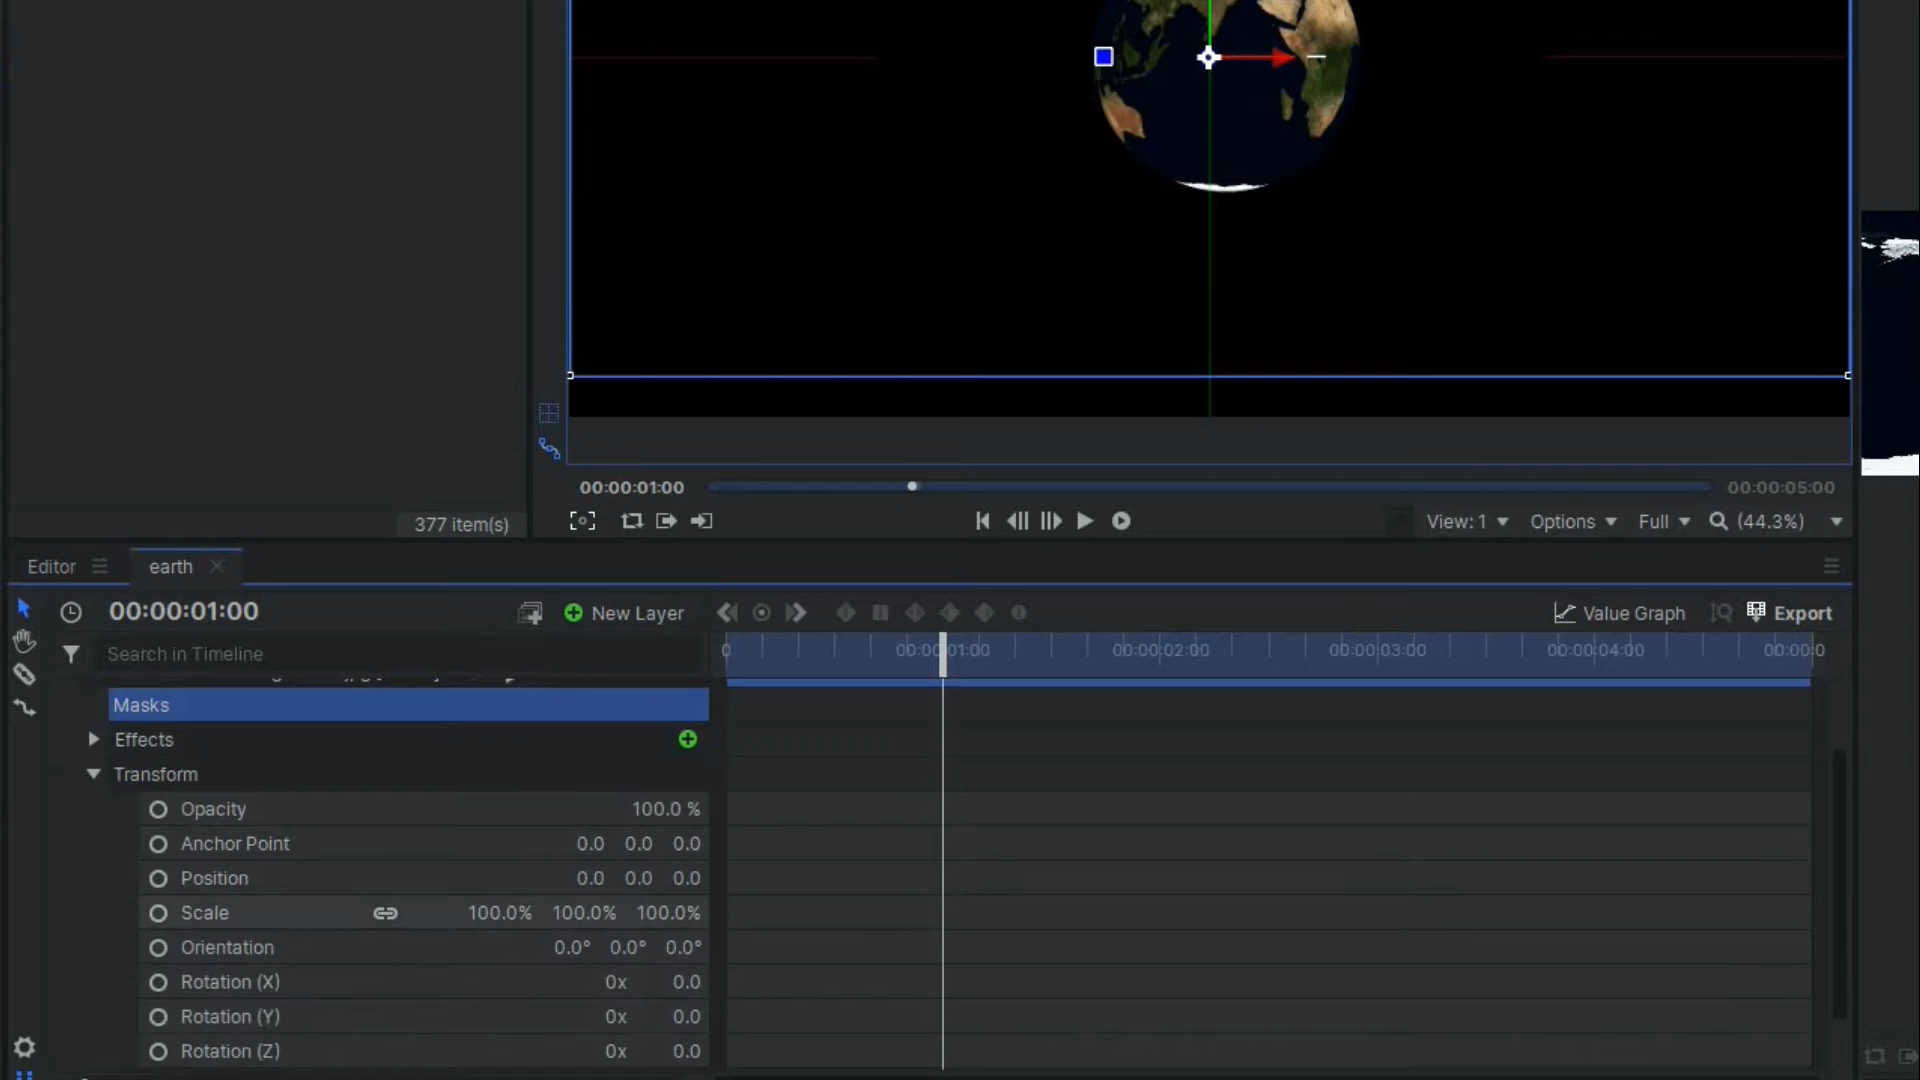 00:00:01:00
00:00:05:00
377 item(s)
View: 1
Options
Full
(44.3%)
Editor
earth
00:00:01:00
New Layer
Value Graph
Export
Search in Timeline
0
00:00:01:00
00:00:02:00
00:00:03:00
00:00:04:00
00:00:0
Masks
Effects
Transform
Opacity 100.0 %
Anchor Point 0.0 0.0 0.0
Position 0.0 0.0 0.0
Scale 100.0% 100.0% 100.0%
Orientation 0.0° 0.0° 0.0°
Rotation (X) 0x 0.0
Rotation (Y) 0x 0.0
Rotation (Z) 0x 0.0